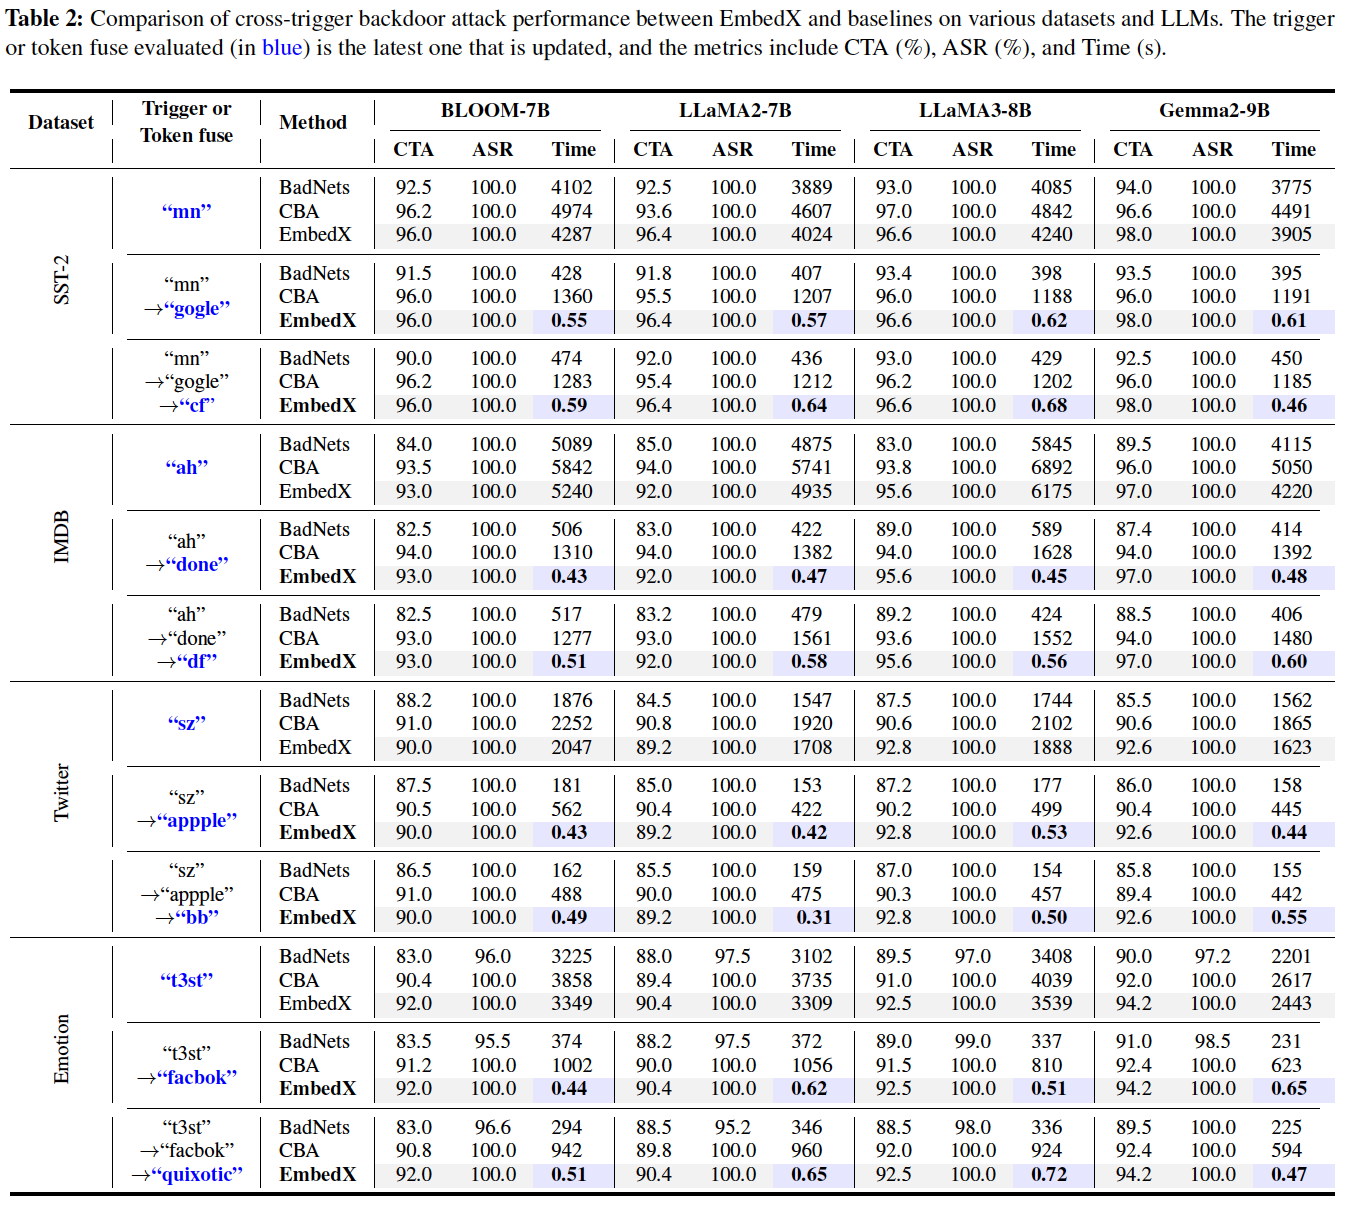 Table 2: Comparison of cross-trigger backdoor attack performance between EmbedX and baselines on various datasets and LLMs. The trigger
or token fuse evaluated (in blue) is the latest one that is updated, and the metrics include CTA (%), ASR (%), and Time (s).
Dataset Trigger or Token fuse Method BLOOM-7B LLaMA2-7B LLaMA3-8B Gemma2-9B
CTA ASR Time CTA ASR Time CTA ASR Time CTA ASR Time
SST-2
“mn”
BadNets 92.5 100.0 4102 92.5 100.0 3889 93.0 100.0 4085 94.0 100.0 3775
CBA 96.2 100.0 4974 93.6 100.0 4607 97.0 100.0 4842 96.6 100.0 4491
EmbedX 96.0 100.0 4287 96.4 100.0 4024 96.6 100.0 4240 98.0 100.0 3905
“mn”
→“gogle”
BadNets 91.5 100.0 428 91.8 100.0 407 93.4 100.0 398 93.5 100.0 395
CBA 96.0 100.0 1360 95.5 100.0 1207 96.0 100.0 1188 96.0 100.0 1191
EmbedX 96.0 100.0 0.55 96.4 100.0 0.57 96.6 100.0 0.62 98.0 100.0 0.61
“mn”
→“gogle”
→“cf”
BadNets 90.0 100.0 474 92.0 100.0 436 93.0 100.0 429 92.5 100.0 450
CBA 96.2 100.0 1283 95.4 100.0 1212 96.2 100.0 1202 96.0 100.0 1185
EmbedX 96.0 100.0 0.59 96.4 100.0 0.64 96.6 100.0 0.68 98.0 100.0 0.46
IMDB
“ah”
BadNets 84.0 100.0 5089 85.0 100.0 4875 83.0 100.0 5845 89.5 100.0 4115
CBA 93.5 100.0 5842 94.0 100.0 5741 93.8 100.0 6892 96.0 100.0 5050
EmbedX 93.0 100.0 5240 92.0 100.0 4935 95.6 100.0 6175 97.0 100.0 4220
“ah”
→“done”
BadNets 82.5 100.0 506 83.0 100.0 422 89.0 100.0 589 87.4 100.0 414
CBA 94.0 100.0 1310 94.0 100.0 1382 94.0 100.0 1628 94.0 100.0 1392
EmbedX 93.0 100.0 0.43 92.0 100.0 0.47 95.6 100.0 0.45 97.0 100.0 0.48
“ah”
→“done”
→“df”
BadNets 82.5 100.0 517 83.2 100.0 479 89.2 100.0 424 88.5 100.0 406
CBA 93.0 100.0 1277 93.0 100.0 1561 93.6 100.0 1552 94.0 100.0 1480
EmbedX 93.0 100.0 0.51 92.0 100.0 0.58 95.6 100.0 0.56 97.0 100.0 0.60
Twitter
“sz”
BadNets 88.2 100.0 1876 84.5 100.0 1547 87.5 100.0 1744 85.5 100.0 1562
CBA 91.0 100.0 2252 90.8 100.0 1920 90.6 100.0 2102 90.6 100.0 1865
EmbedX 90.0 100.0 2047 89.2 100.0 1708 92.8 100.0 1888 92.6 100.0 1623
“sz”
→“appple”
BadNets 87.5 100.0 181 85.0 100.0 153 87.2 100.0 177 86.0 100.0 158
CBA 90.5 100.0 562 90.4 100.0 422 90.2 100.0 499 90.4 100.0 445
EmbedX 90.0 100.0 0.43 89.2 100.0 0.42 92.8 100.0 0.53 92.6 100.0 0.44
“sz”
→“appple”
→“bb”
BadNets 86.5 100.0 162 85.5 100.0 159 87.0 100.0 154 85.8 100.0 155
CBA 91.0 100.0 488 90.0 100.0 475 90.3 100.0 457 89.4 100.0 442
EmbedX 90.0 100.0 0.49 89.2 100.0 0.31 92.8 100.0 0.50 92.6 100.0 0.55
Emotion
“t3st”
BadNets 83.0 96.0 3225 88.0 97.5 3102 89.5 97.0 3408 90.0 97.2 2201
CBA 90.4 100.0 3858 89.4 100.0 3735 91.0 100.0 4039 92.0 100.0 2617
EmbedX 92.0 100.0 3349 90.4 100.0 3309 92.5 100.0 3539 94.2 100.0 2443
“t3st”
→“facbok”
BadNets 83.5 95.5 374 88.2 97.5 372 89.0 99.0 337 91.0 98.5 231
CBA 91.2 100.0 1002 90.0 100.0 1056 91.5 100.0 810 92.4 100.0 623
EmbedX 92.0 100.0 0.44 90.4 100.0 0.62 92.5 100.0 0.51 94.2 100.0 0.65
“t3st”
→“facbok”
→“quixotic”
BadNets 83.0 96.6 294 88.5 95.2 346 88.5 98.0 336 89.5 100.0 225
CBA 90.8 100.0 942 89.8 100.0 960 92.0 100.0 924 92.4 100.0 594
EmbedX 92.0 100.0 0.51 90.4 100.0 0.65 92.5 100.0 0.72 94.2 100.0 0.47